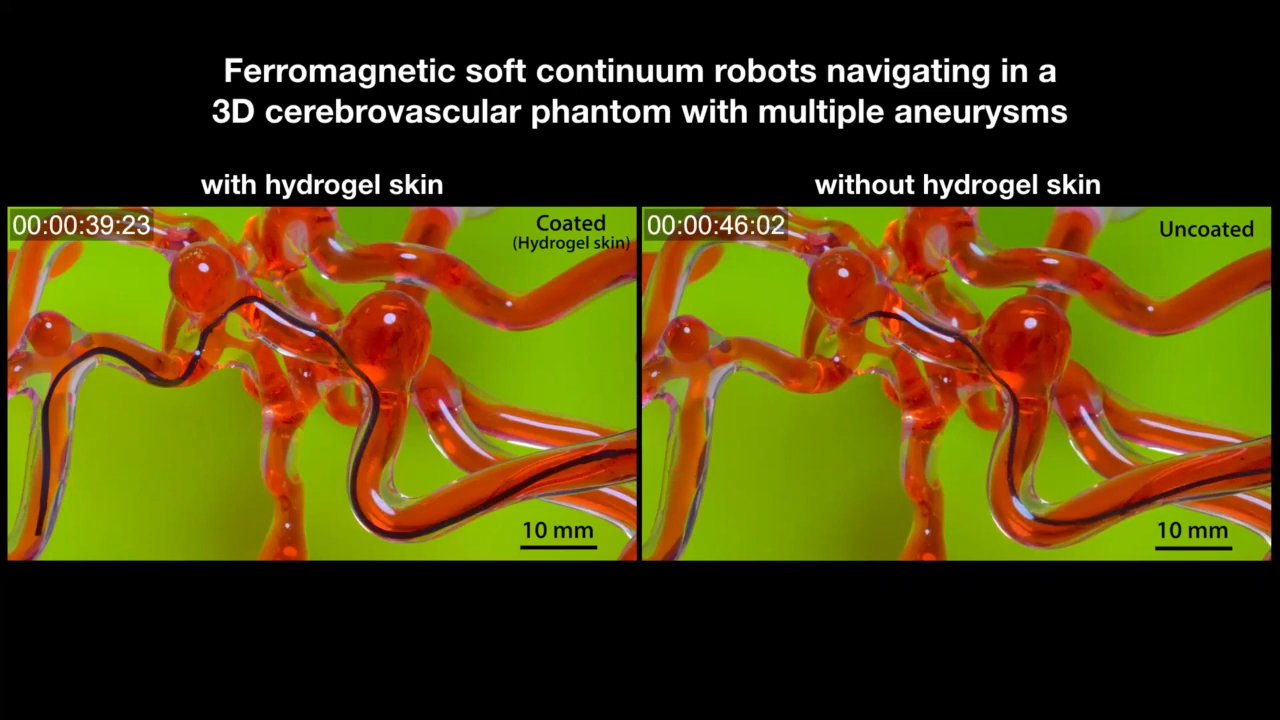 Ferromagnetic soft continuum robots navigating in a
3D cerebrovascular phantom with multiple aneurysms
with hydrogel skin
without hydrogel skin
00:00:39:23
Coated
(Hydrogel skin)
10 mm
00:00:46:02
Uncoated
10 mm